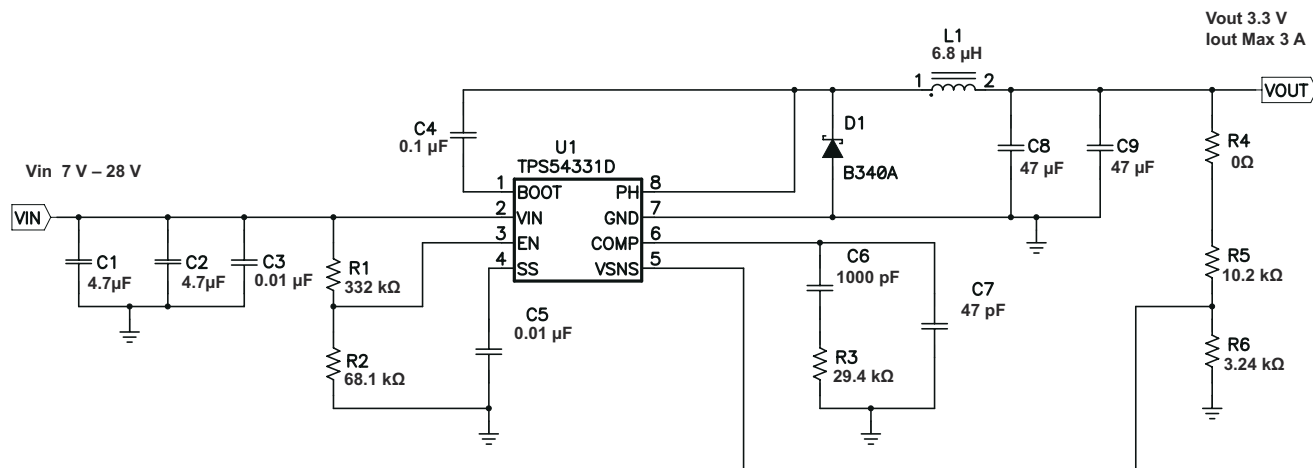 Vout 3.3 V
Iout Max 3 A
L1
6.8 µH
1
2
VOUT
C4
0.1 µF
D1
B340A
C8
47 µF
C9
47 µF
R4
0Ω
U1
TPS54331D
Vin 7 V – 28 V
VIN
1
BOOT
PH
8
2
VIN
GND
7
3
EN
COMP
6
4
SS
VSNS
5
C1
4.7µF
C2
4.7µF
C3
0.01 µF
R1
332 kΩ
C5
0.01 µF
R2
68.1 kΩ
C6
1000 pF
C7
47 pF
R3
29.4 kΩ
R5
10.2 kΩ
R6
3.24 kΩ